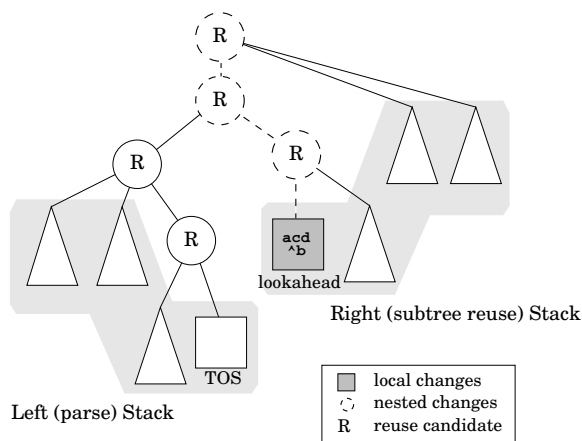 R
R
R
R
R
acd
^b
lookahead
Right (subtree reuse) Stack
TOS
Left (parse) Stack
local changes
nested changes
R reuse candidate